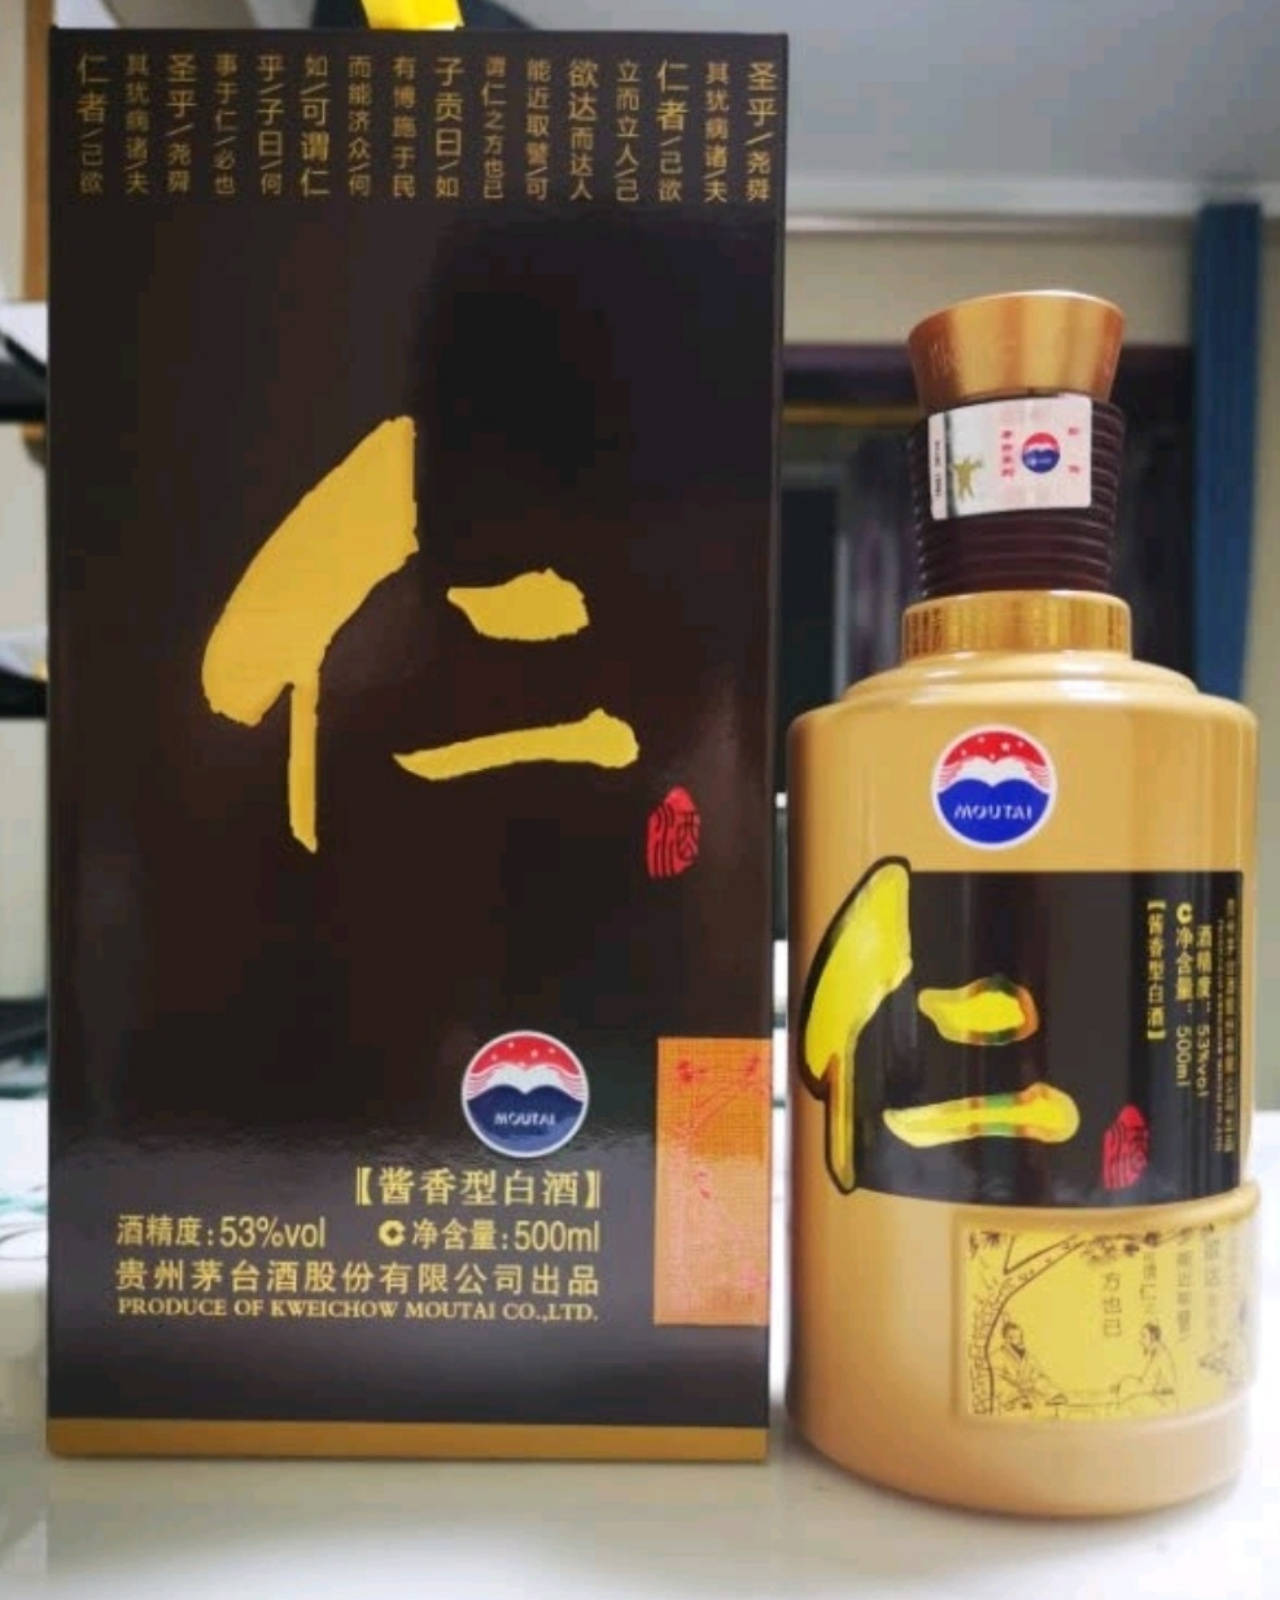 圣乎/尧舜
其犹病诸/夫
仁者/己欲
立而立人/己
欲达而达人
能近取譬/可
谓仁之方也已
子贡曰/如
有博施于民
而能济众/何
如/可谓仁
乎/子曰/何
事于仁/必也
圣乎/尧舜
其犹病诸/夫
仁者/己欲
仁
酒
MOUTAI
【酱香型白酒】
酒精度:53%vol 净含量:500ml
贵州茅台酒股份有限公司出品
PRODUCE OF KWEICHOW MOUTAI CO.,LTD.
MOUTAI
酒精度:53%vol
净含量:500ml
【酱香型白酒】
仁
酒
方也已